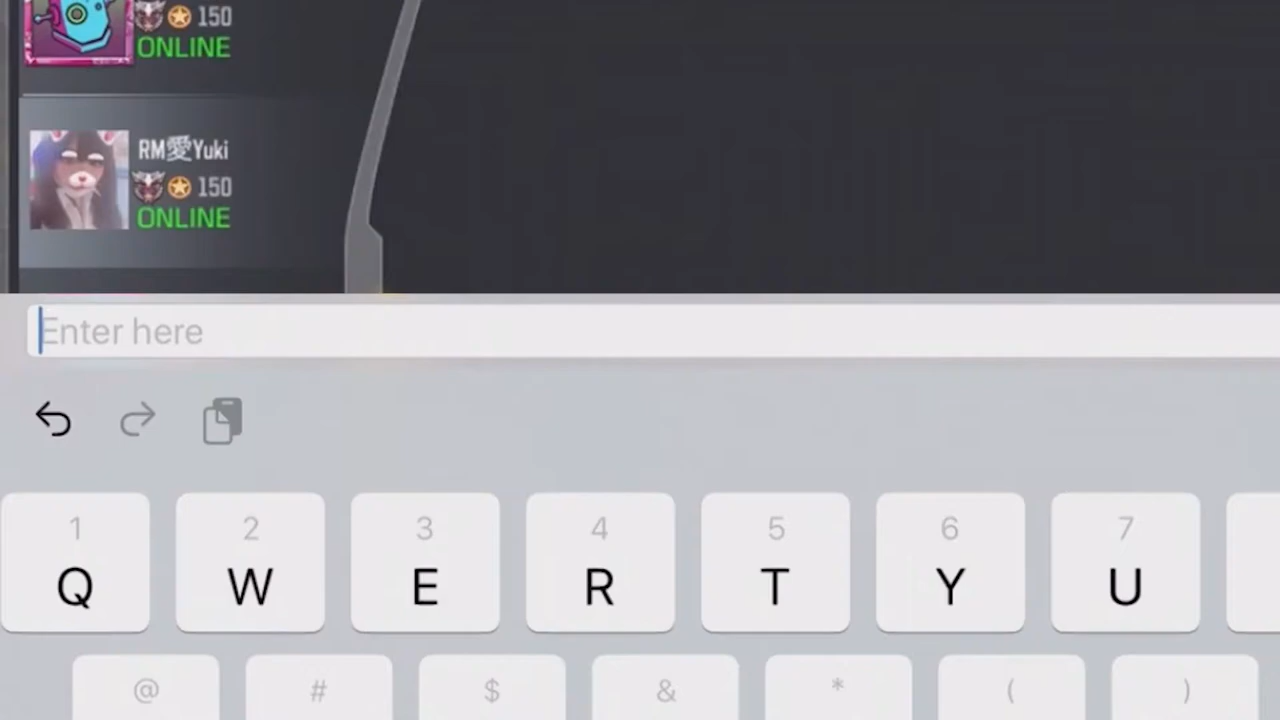 150
ONLINE
RM愛Yuki
150
ONLINE
Enter here
1 2 3 4 5 6 7
Q W E R T Y U
@ # $ & * ( )